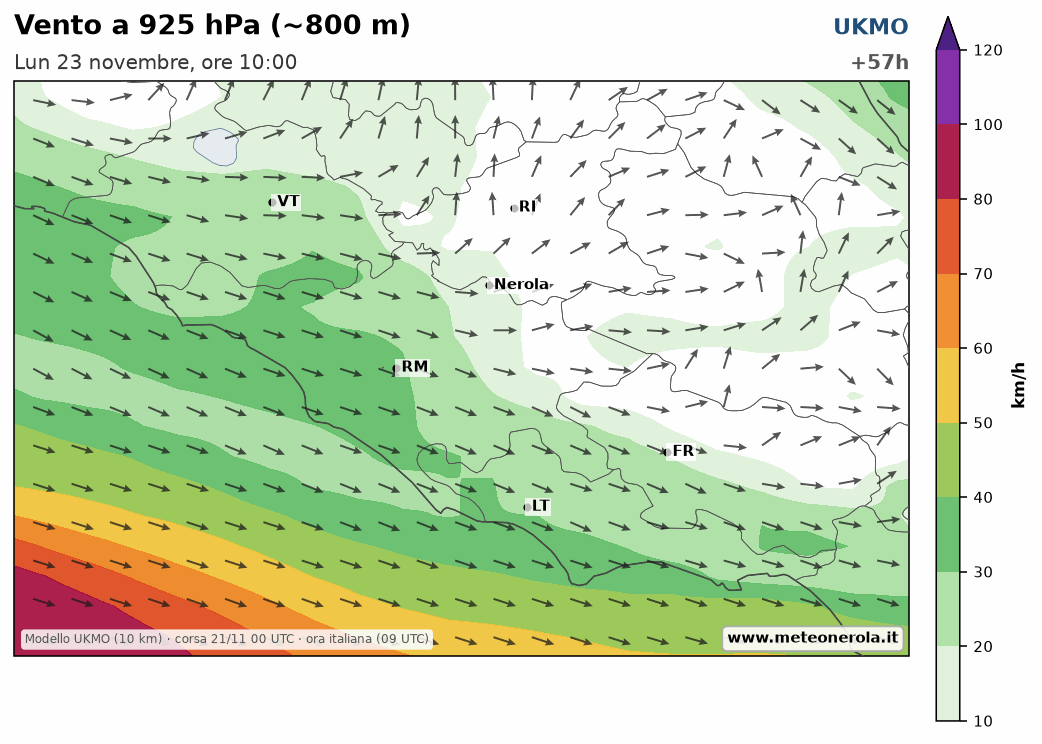 Vento a 925 hPa (~800 m)
UKMO
Lun 23 novembre, ore 10:00
+57h
VT
RI
Nerola
RM
FR
LT
Modello UKMO (10 km) · corsa 21/11 00 UTC · ora italiana (09 UTC)
www.meteonerola.it
120
100
80
70
60
50
40
30
20
10
km/h